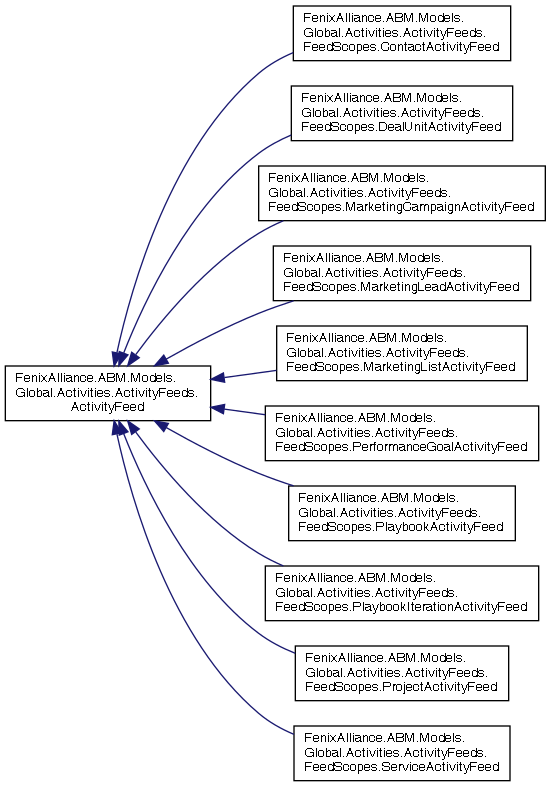 FenixAlliance.ABM.Models.
Global.Activities.ActivityFeeds.
FeedScopes.ContactActivityFeed
FenixAlliance.ABM.Models.
Global.Activities.ActivityFeeds.
FeedScopes.DealUnitActivityFeed
FenixAlliance.ABM.Models.
Global.Activities.ActivityFeeds.
FeedScopes.MarketingCampaignActivityFeed
FenixAlliance.ABM.Models.
Global.Activities.ActivityFeeds.
FeedScopes.MarketingLeadActivityFeed
FenixAlliance.ABM.Models.
Global.Activities.ActivityFeeds.
FeedScopes.MarketingListActivityFeed
FenixAlliance.ABM.Models.
Global.Activities.ActivityFeeds.
ActivityFeed
FenixAlliance.ABM.Models.
Global.Activities.ActivityFeeds.
FeedScopes.PerformanceGoalActivityFeed
FenixAlliance.ABM.Models.
Global.Activities.ActivityFeeds.
FeedScopes.PlaybookActivityFeed
FenixAlliance.ABM.Models.
Global.Activities.ActivityFeeds.
FeedScopes.PlaybookIterationActivityFeed
FenixAlliance.ABM.Models.
Global.Activities.ActivityFeeds.
FeedScopes.ProjectActivityFeed
FenixAlliance.ABM.Models.
Global.Activities.ActivityFeeds.
FeedScopes.ServiceActivityFeed